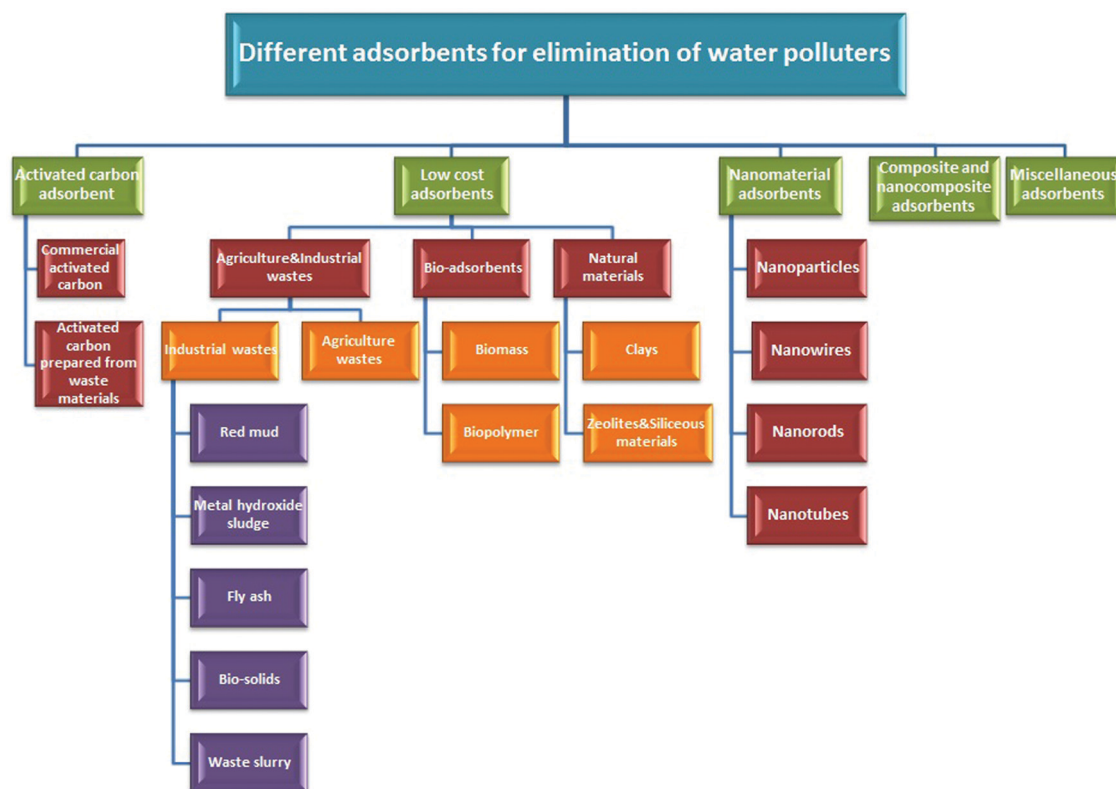 Different adsorbents for elimination of water polluters
Activated carbon
adsorbent
Low cost
adsorbents
Nanomaterial
adsorbents
Composite and
nanocomposite
adsorbents
Miscellaneous
adsorbents
Commercial
activated
carbon
Activated
carbon
prepared from
waste
materials
Agriculture&Industrial
wastes
Bio-adsorbents
Natural
materials
Industrial wastes
Agriculture
wastes
Biomass
Biopolymer
Clays
Zeolites&Siliceous
materials
Red mud
Metal hydroxide
sludge
Fly ash
Bio-solids
Waste slurry
Nanoparticles
Nanowires
Nanorods
Nanotubes